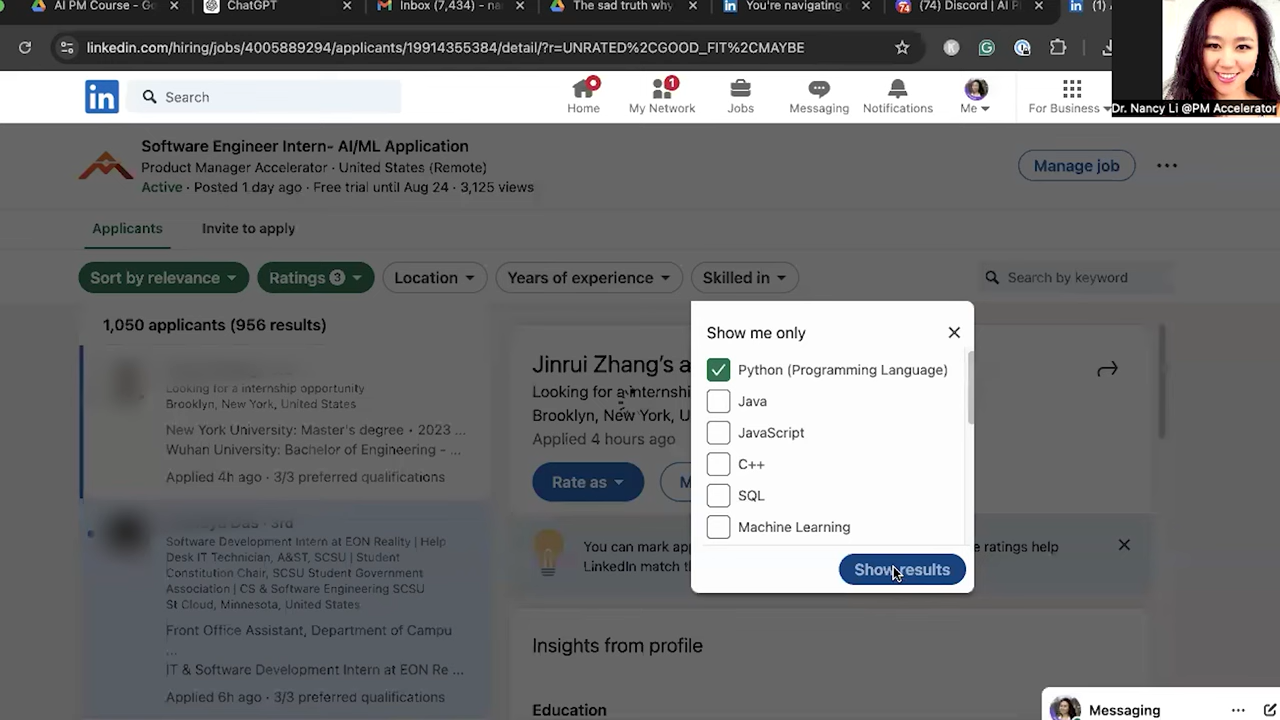 AI PM Course - G
ChatGPT
Inbox (7,434) - na
The sad truth why
You're navigating
(74) Discord | AI P
(1)
linkedin.com/hiring/jobs/4005889294/applicants/19914355384/detail/?r=UNRATED%2CGOOD_FIT%2CMAYBE
in
Search
Home
1
My Network
Jobs
Messaging
Notifications
Me
For Business
Dr. Nancy Li @PM Accelerator
Software Engineer Intern- AI/ML Application
Product Manager Accelerator · United States (Remote)
Active · Posted 1 day ago · Free trial until Aug 24 · 3,125 views
Manage job
Applicants
Invite to apply
Sort by relevance
Ratings 3
Location
Years of experience
Skilled in
Search by keyword
1,050 applicants (956 results)
Looking for a internship opportunity
Brooklyn, New York, United States
New York University: Master's degree • 2023 ...
Wuhan University: Bachelor of Engineering - ...
Applied 4h ago · 3/3 preferred qualifications
3rd
Software Development Intern at EON Reality | Help
Desk IT Technician, A&ST, SCSU | Student
Constitution Chair, SCSU Student Government
Association | CS & Software Engineering SCSU
St Cloud, Minnesota, United States
Front Office Assistant, Department of Campu
...
IT & Software Development Intern at EON Re ...
Applied 6h ago · 3/3 preferred qualifications
Jinrui Zhang's a
Looking for a internsh
Brooklyn, New York, U
Applied 4 hours ago
Rate as
M
You can mark app
LinkedIn match th
e ratings help
Show me only
Python (Programming Language)
Java
JavaScript
C++
SQL
Machine Learning
Show results
Insights from profile
Education
Messaging